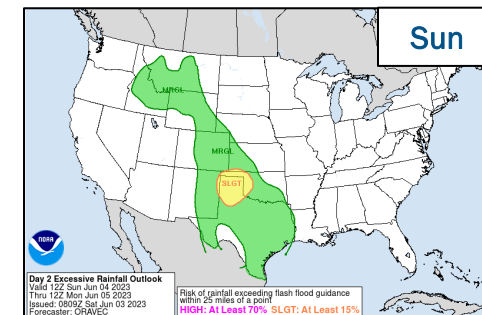 Sun
MRGL
MRGL
SLGT
NOAA
Day 2 Excessive Rainfall Outlook
Valid 12Z Sun Jun 04 2023
Thru 12Z Mon Jun 05 2023
Issued: 0809Z Sat Jun 03 2023
Forecaster: ORAVEC
Risk of rainfall exceeding flash flood guidance
within 25 miles of a point
HIGH: At Least 70% SLGT: At Least 15%